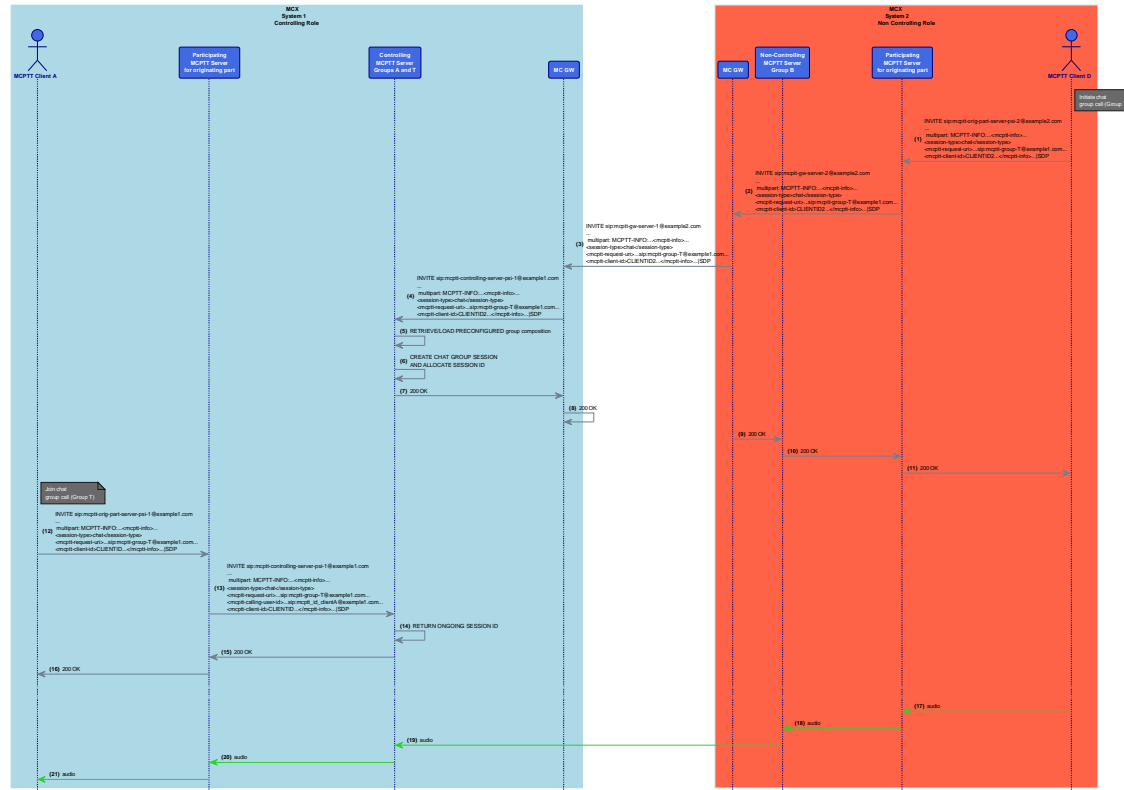 MCX
System 1
Controlling Role
MCX
System 2
Non Controlling Role
MCPTT Client A
Participating
MCPTT Server
for originating part
Controlling
MCPTT Server
Groups A and T
MC GW
MC GW
Non-Controlling
MCPTT Server
Group B
Participating
MCPTT Server
for originating part
MCPTT Client D
Initiate chat
group call (Group
INVITE sip:mcptt-orig-part-server-psi-2@example2.com
...
(1) multipart: MCPTT-INFO:...<mcptt-info>...
<session-type>chat</session-type>
<mcptt-request-uri>...sip:mcptt-group-T@example1.com...
<mcptt-client-id>CLIENTID2...</mcptt-info>...|SDP
INVITE sip:mcptt-gw-server-2@example2.com
...
(2) multipart: MCPTT-INFO:...<mcptt-info>...
<session-type>chat</session-type>
<mcptt-request-uri>...sip:mcptt-group-T@example1.com...
<mcptt-client-id>CLIENTID2...</mcptt-info>...|SDP
INVITE sip:mcptt-gw-server-1@example2.com
...
(3) multipart: MCPTT-INFO:...<mcptt-info>...
<session-type>chat</session-type>
<mcptt-request-uri>...sip:mcptt-group-T@example1.com...
<mcptt-client-id>CLIENTID2...</mcptt-info>...|SDP
INVITE sip:mcptt-controlling-server-psi-1@example1.com
...
(4) multipart: MCPTT-INFO:...<mcptt-info>...
<session-type>chat</session-type>
<mcptt-request-uri>...sip:mcptt-group-T@example1.com...
<mcptt-client-id>CLIENTID2...</mcptt-info>...|SDP
(5) RETRIEVE/LOAD PRECONFIGURED group composition
(6) CREATE CHAT GROUP SESSION
AND ALLOCATE SESSION ID
(7) 200 OK
(8) 200 OK
(9) 200 OK
(10) 200 OK
(11) 200 OK
Join chat
group call (Group T)
INVITE sip:mcptt-orig-part-server-psi-1@example1.com
...
(12) multipart: MCPTT-INFO:...<mcptt-info>...
<session-type>chat</session-type>
<mcptt-request-uri>...sip:mcptt-group-T@example1.com...
<mcptt-client-id>CLIENTID...</mcptt-info>...|SDP
INVITE sip:mcptt-controlling-server-psi-1@example1.com
...
multipart: MCPTT-INFO:...<mcptt-info>...
(13) <session-type>chat</session-type>
<mcptt-request-uri>...sip:mcptt-group-T@example1.com...
<mcptt-calling-user-id>...sip:mcptt_id_clientA@example1.com...
<mcptt-client-id>CLIENTID...</mcptt-info>...|SDP
(14) RETURN ONGOING SESSION ID
(15) 200 OK
(16) 200 OK
(17) audio
(18) audio
(19) audio
(20) audio
(21) audio